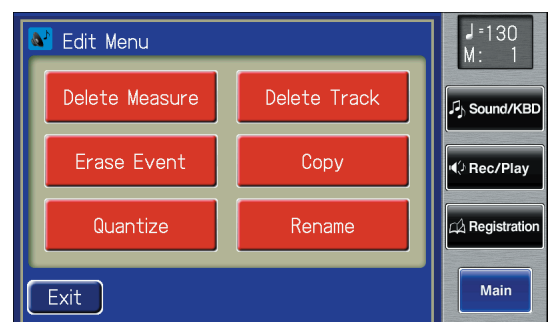 Edit Menu
Delete Measure
Delete Track
Erase Event
Copy
Quantize
Rename
Exit
♩=130
M: 1
Sound/KBD
Rec/Play
Registration
Main